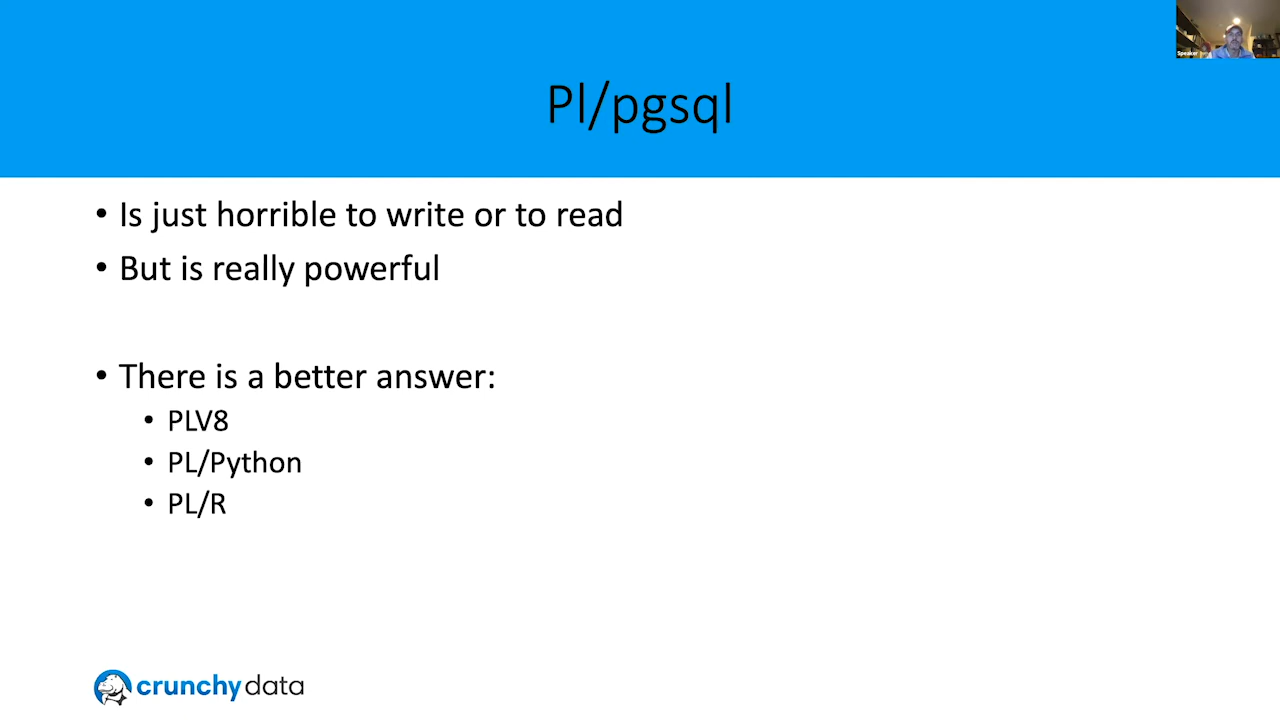 Speaker
Pl/pgsql
• Is just horrible to write or to read
• But is really powerful
• There is a better answer:
• PLV8
• PL/Python
• PL/R
crunchy data